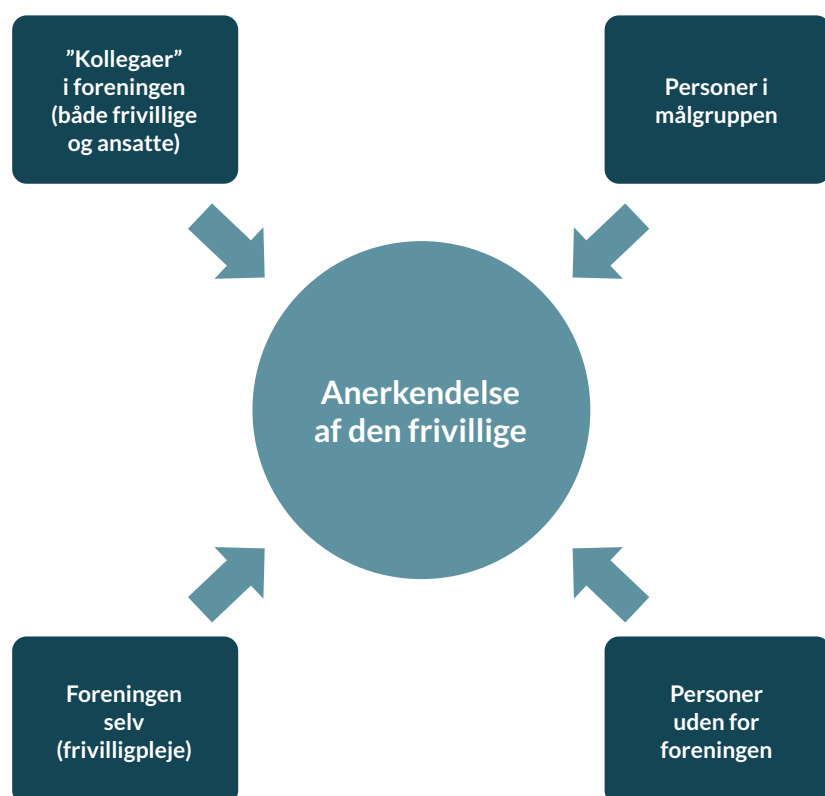 ”Kollegaer”
i foreningen
(både frivillige
og ansatte)
Personer i
målgruppen
Anerkendelse
af den frivillige
Foreningen
selv
(frivilligpleje)
Personer
uden for
foreningen